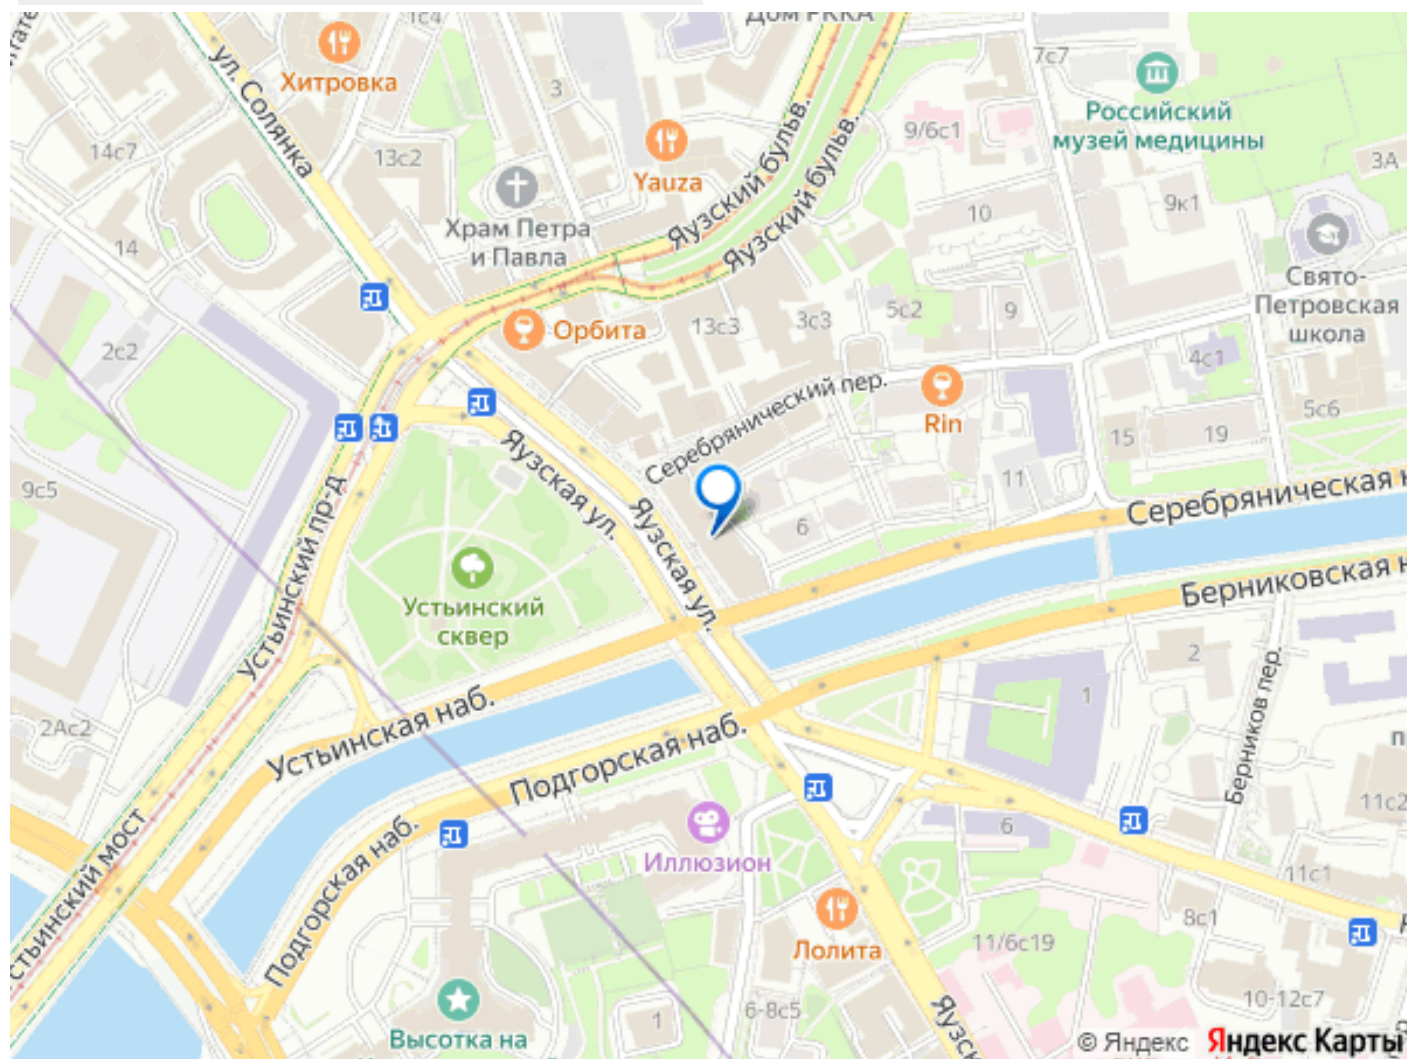 1с4
Дом РККА
7с7
Хитровка
ул. Солянка
3
Российский
музей медицины
9/6с1
14с7
13с2
Yauza
Яузский бульв.
Яузский бульв.
3А
9к1
10
Храм Петра
и Павла
14
Свято-
Петровская
школа
5с2
9
13с3
3с3
Орбита
2с2
4с1
Серебрянический пер.
Rin
5с6
15
19
11
9с5
Яузская ул.
Яузская ул.
Устьинский пр-д
6
Серебряническая н
Берниковская н
Устьинский
сквер
2
1
Берников пер.
2Ас2
Устьинская наб.
Подгорская наб.
Подгорская наб.
11с2
6
Иллюзион
11с1
стьинский мост
Лолита
8с1
11/6с19
10-12с7
6-8с5
1
Высотка на
Яузск
© Яндекс Яндекс Карты